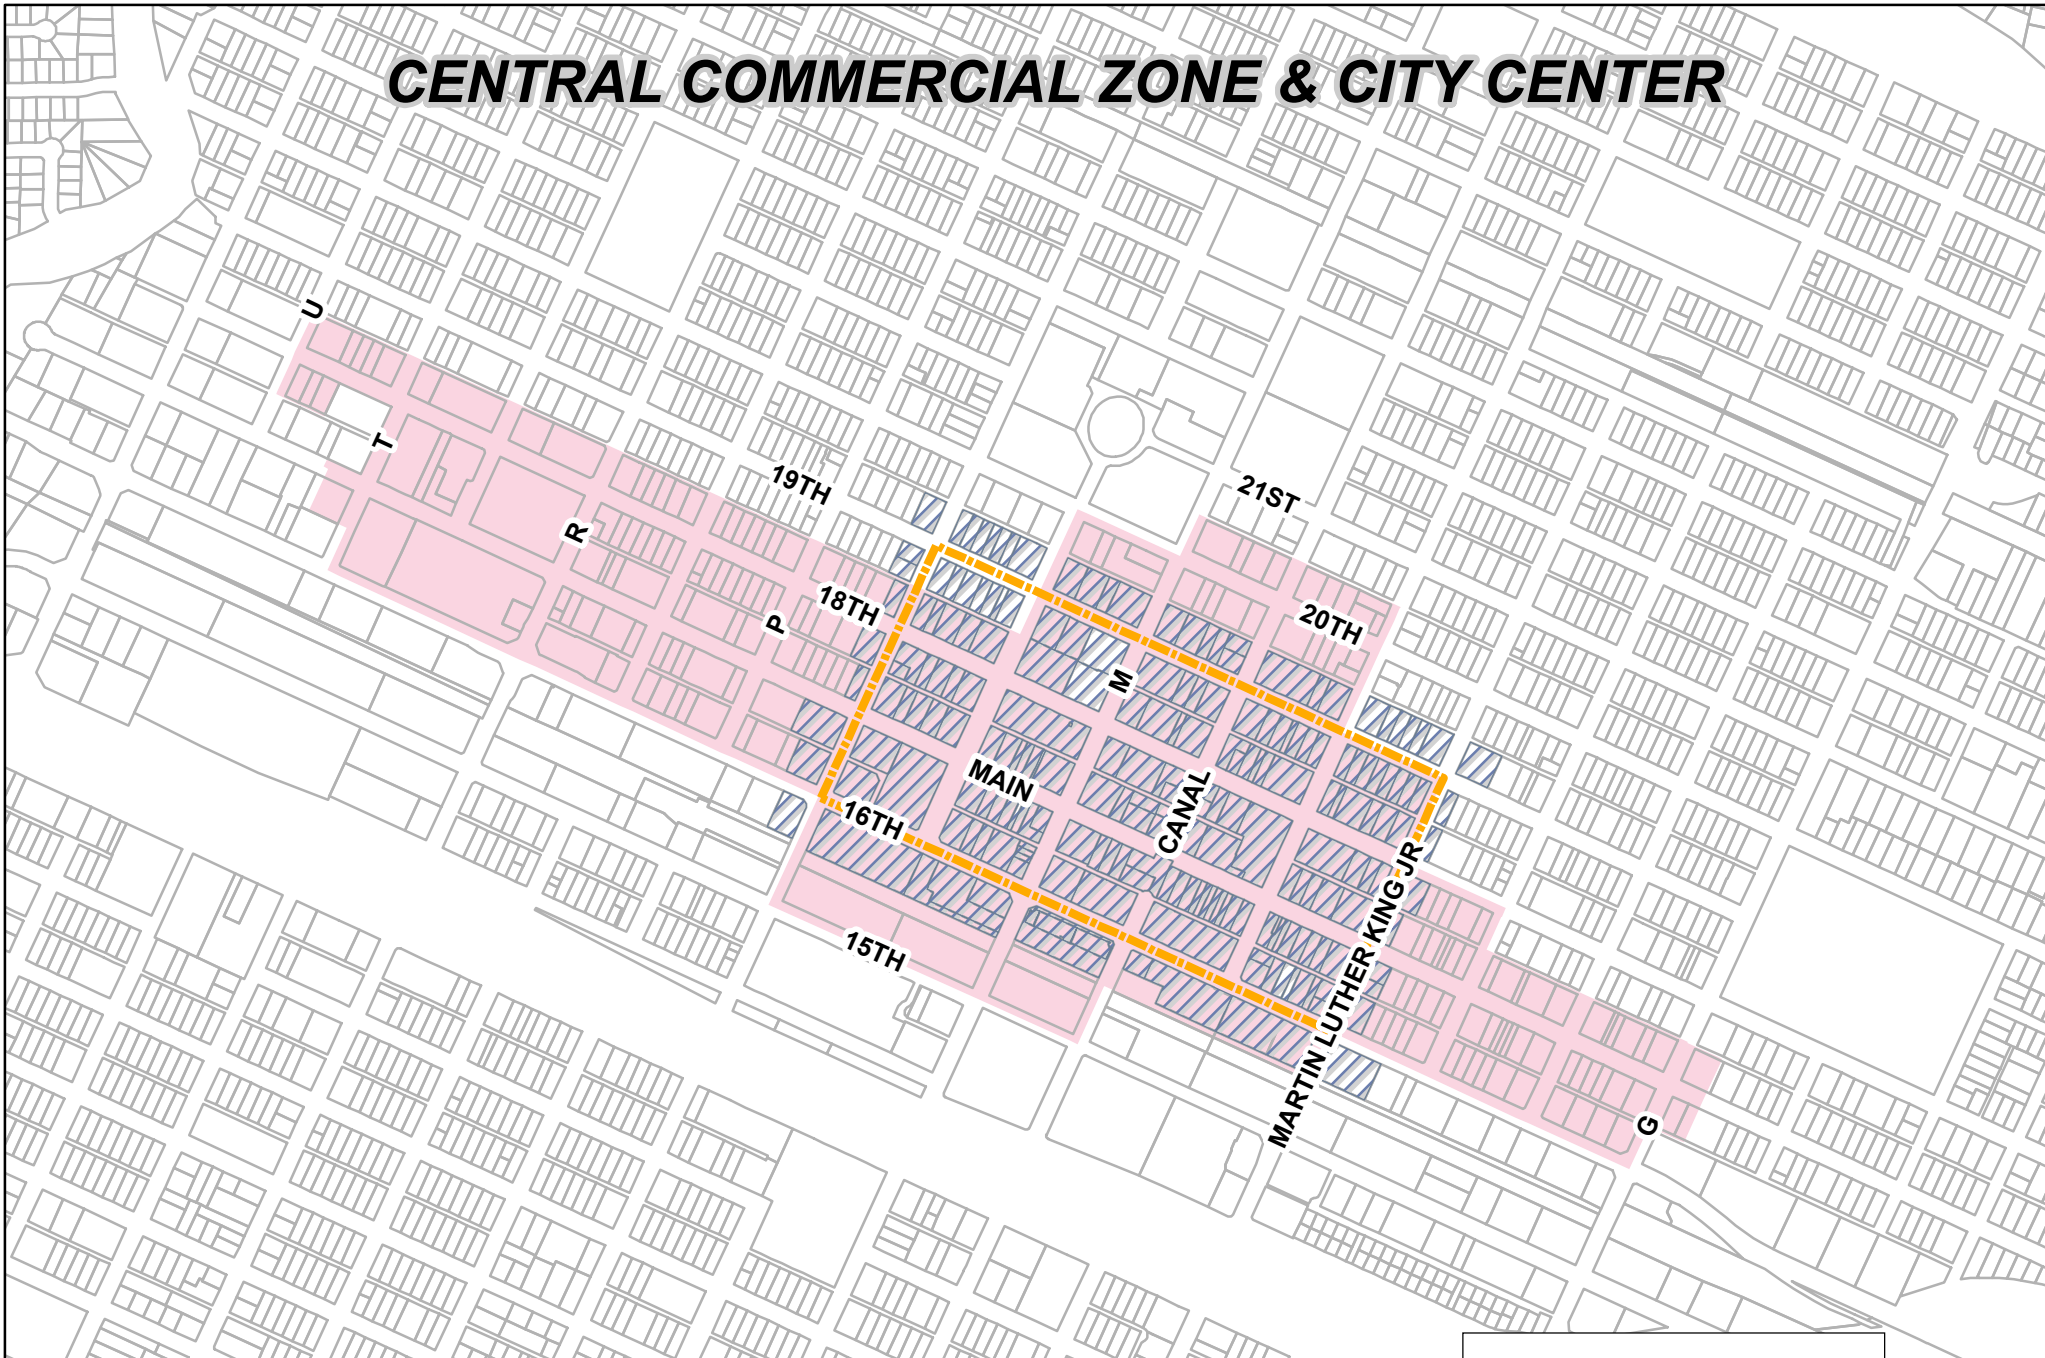 CENTRAL COMMERCIAL ZONE & CITY CENTER
U
T
19TH
21ST
R
18TH
P
20TH
M
MAIN
CANAL
16TH
MARTIN LUTHER KING JR
15TH
G